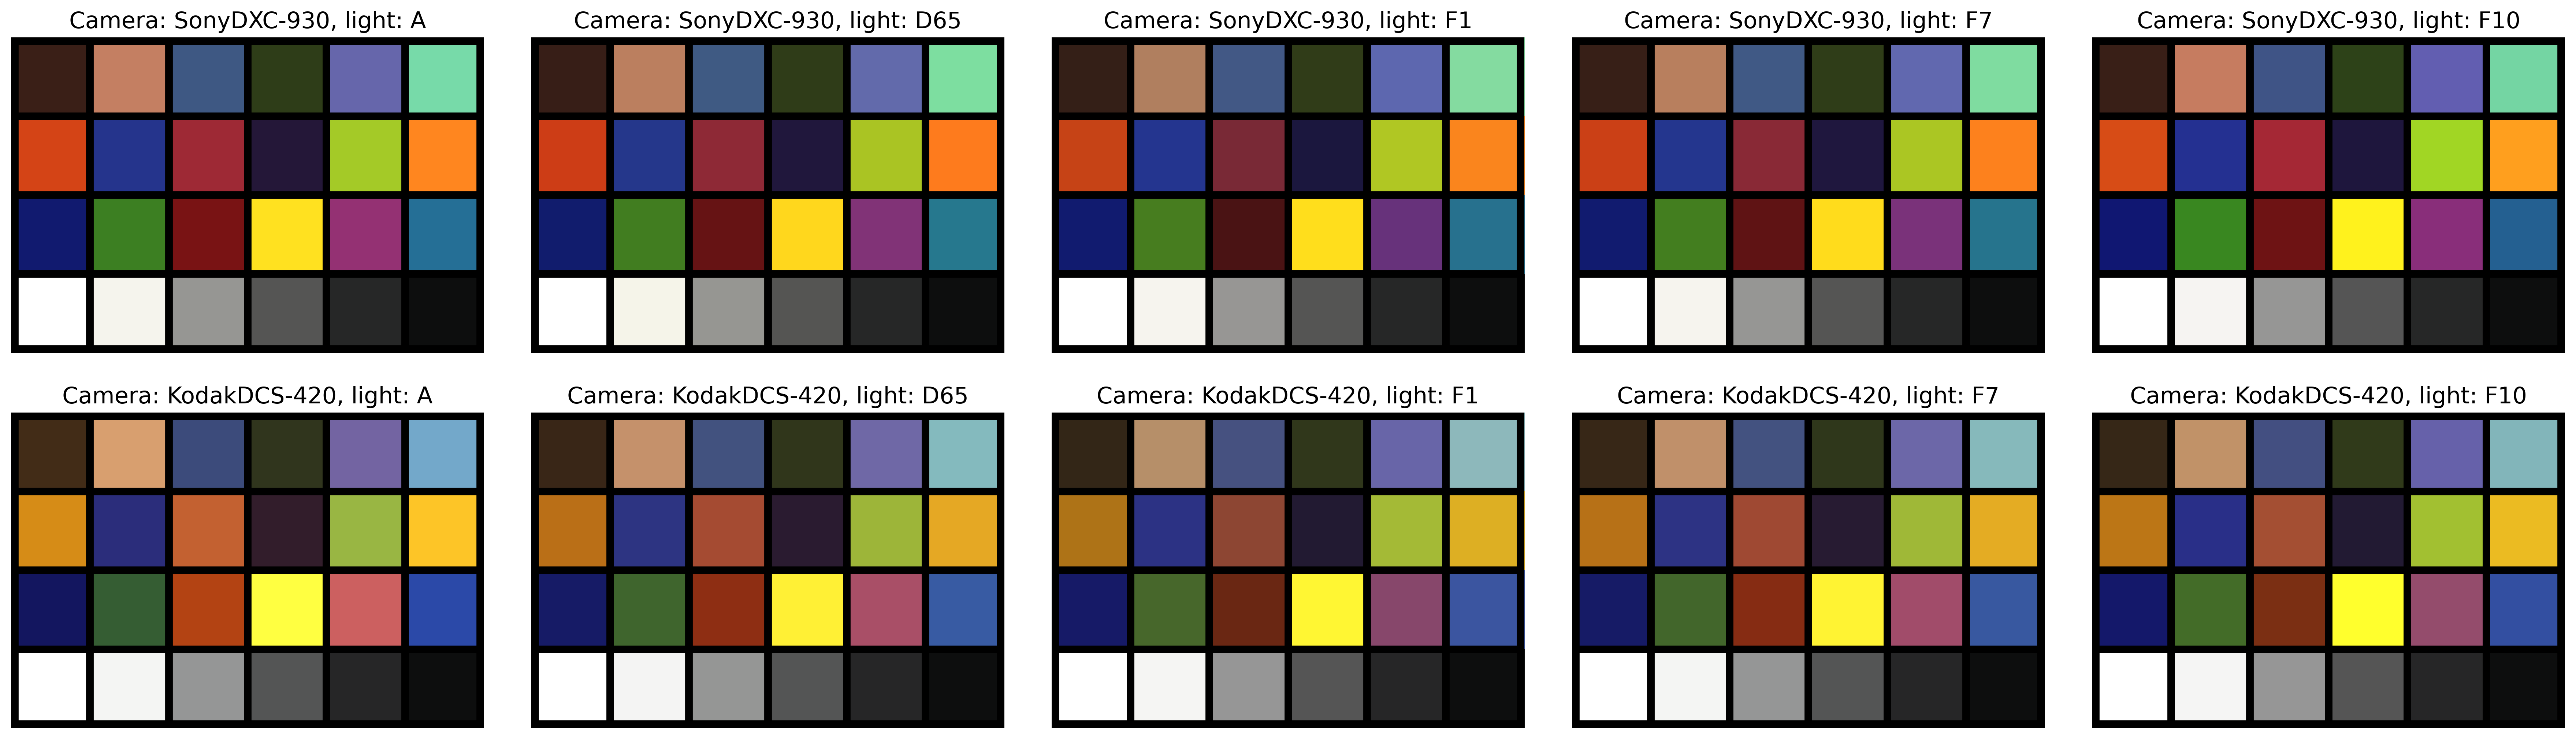 Camera: SonyDXC-930, light: A
Camera: SonyDXC-930, light: D65
Camera: SonyDXC-930, light: F1
Camera: SonyDXC-930, light: F7
Camera: SonyDXC-930, light: F10
Camera: KodakDCS-420, light: A
Camera: KodakDCS-420, light: D65
Camera: KodakDCS-420, light: F1
Camera: KodakDCS-420, light: F7
Camera: KodakDCS-420, light: F10